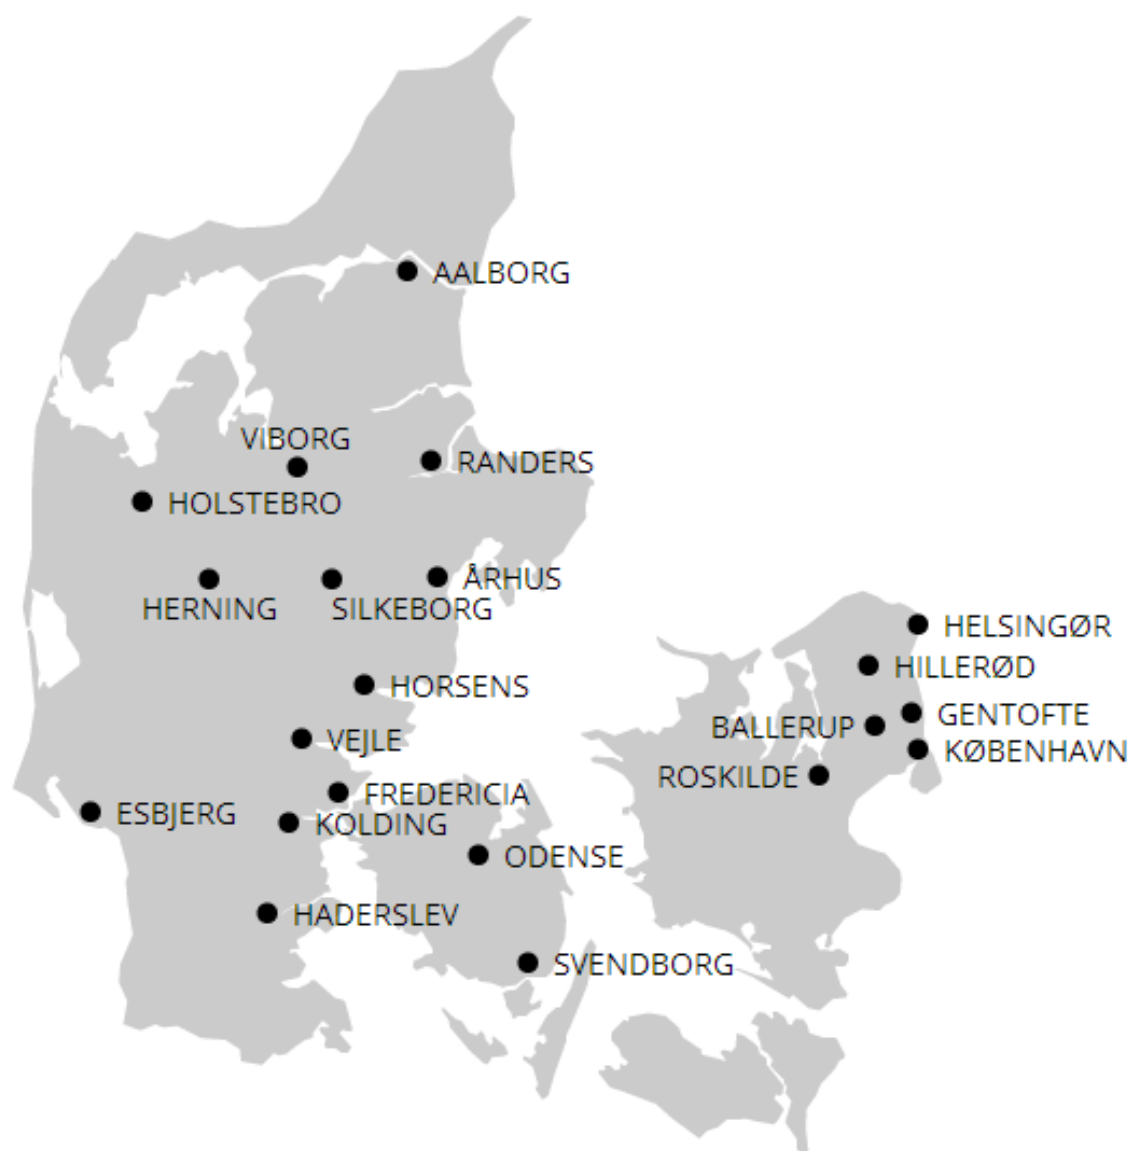 AALBORG
VIBORG
RANDERS
HOLSTEBRO
ÅRHUS
HERNING
SILKEBORG
HELSINGØR
HILLERØD
HORSENS
GENTOFTE
BALLERUP
VEJLE
KØBENHAVN
ROSKILDE
FREDERICIA
ESBJERG
KOLDING
ODENSE
HADERSLEV
SVENDBORG